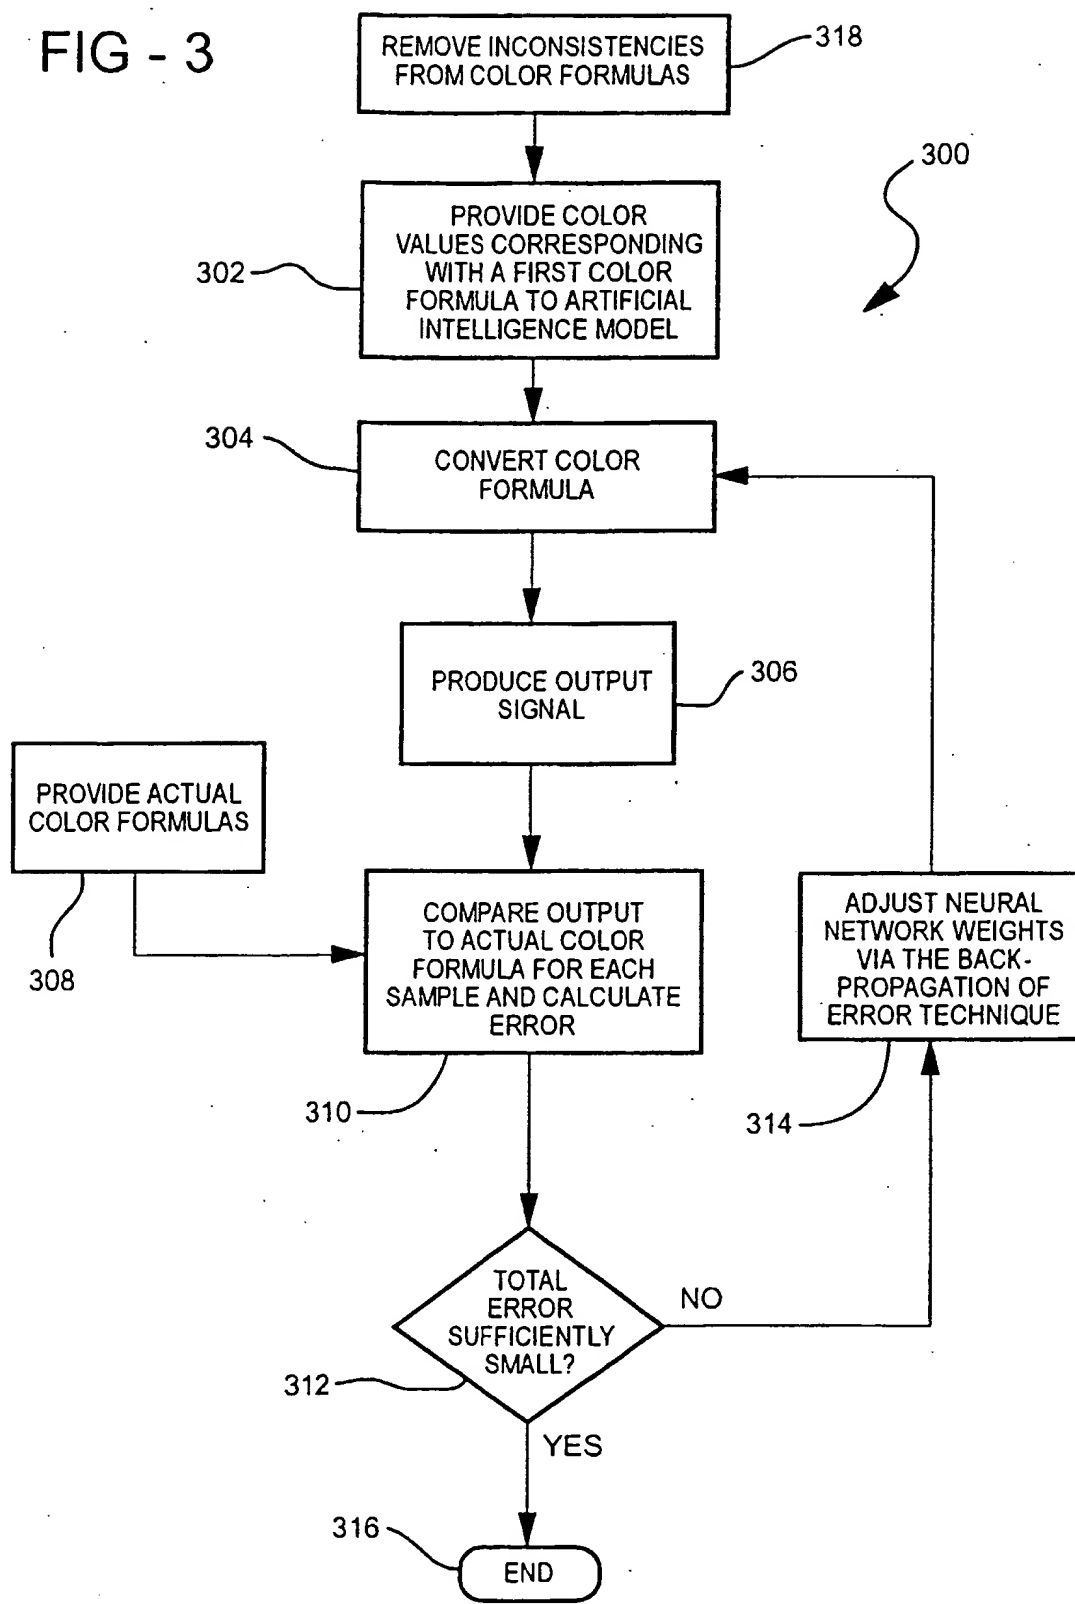 FIG - 3
REMOVE INCONSISTENCIES
FROM COLOR FORMULAS
318
300
PROVIDE COLOR
VALUES CORRESPONDING
WITH A FIRST COLOR
FORMULA TO ARTIFICIAL
INTELLIGENCE MODEL
302
304
CONVERT COLOR
FORMULA
PRODUCE OUTPUT
SIGNAL
306
PROVIDE ACTUAL
COLOR FORMULAS
308
COMPARE OUTPUT
TO ACTUAL COLOR
FORMULA FOR EACH
SAMPLE AND CALCULATE
ERROR
310
ADJUST NEURAL
NETWORK WEIGHTS
VIA THE BACK-
PROPAGATION OF
ERROR TECHNIQUE
314
TOTAL
ERROR
SUFFICIENTLY
SMALL?
NO
312
YES
316
END